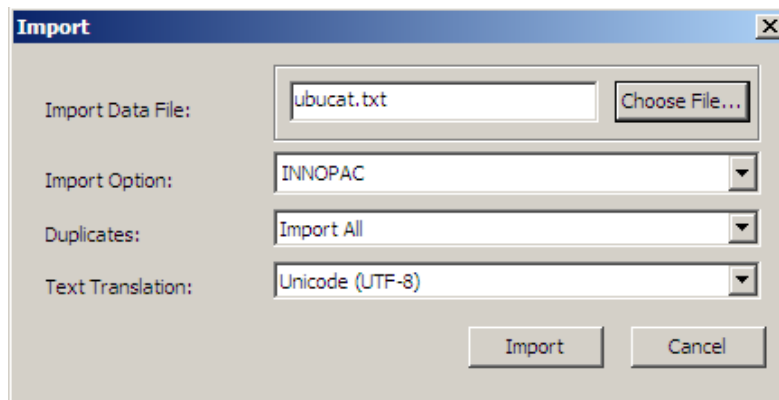 Import
Import Data File: ubucat.txt Choose File...
Import Option: INNOPAC
Duplicates: Import All
Text Translation: Unicode (UTF-8)
Import Cancel